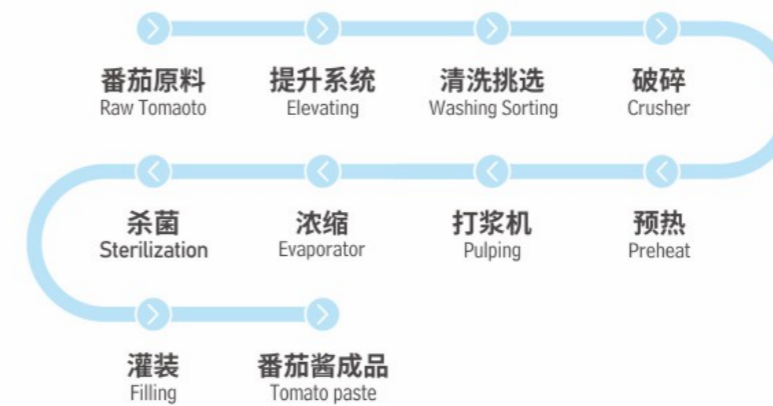 番茄原料
Raw Tomaoto
提升系统
Elevating
清洗挑选
Washing Sorting
破碎
Crusher
杀菌
Sterilization
浓缩
Evaporator
打浆机
Pulping
预热
Preheat
灌装
Filling
番茄酱成品
Tomato paste